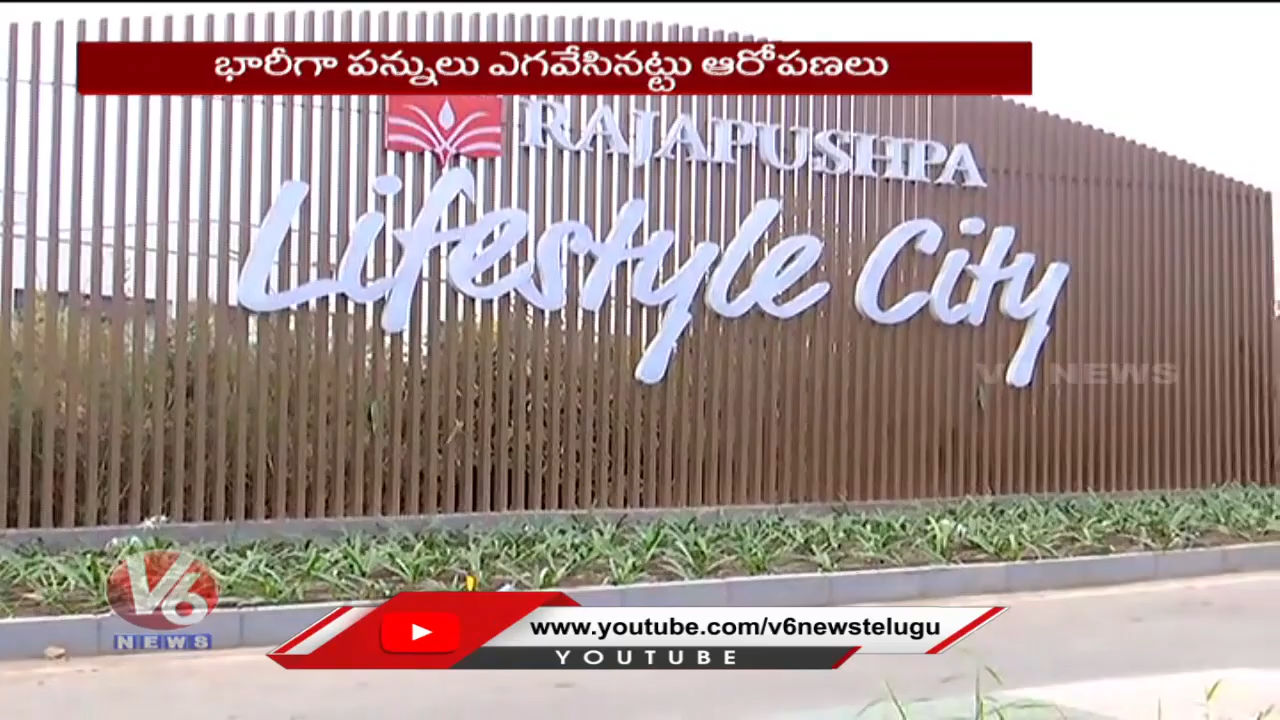 భారీగా పన్నులు ఎగవేసినట్టు ఆరోపణలు
RAJAPUSHPA
Lifestyle City
V6 NEWS
V6
NEWS
www.youtube.com/v6newstelugu
YOUTUBE